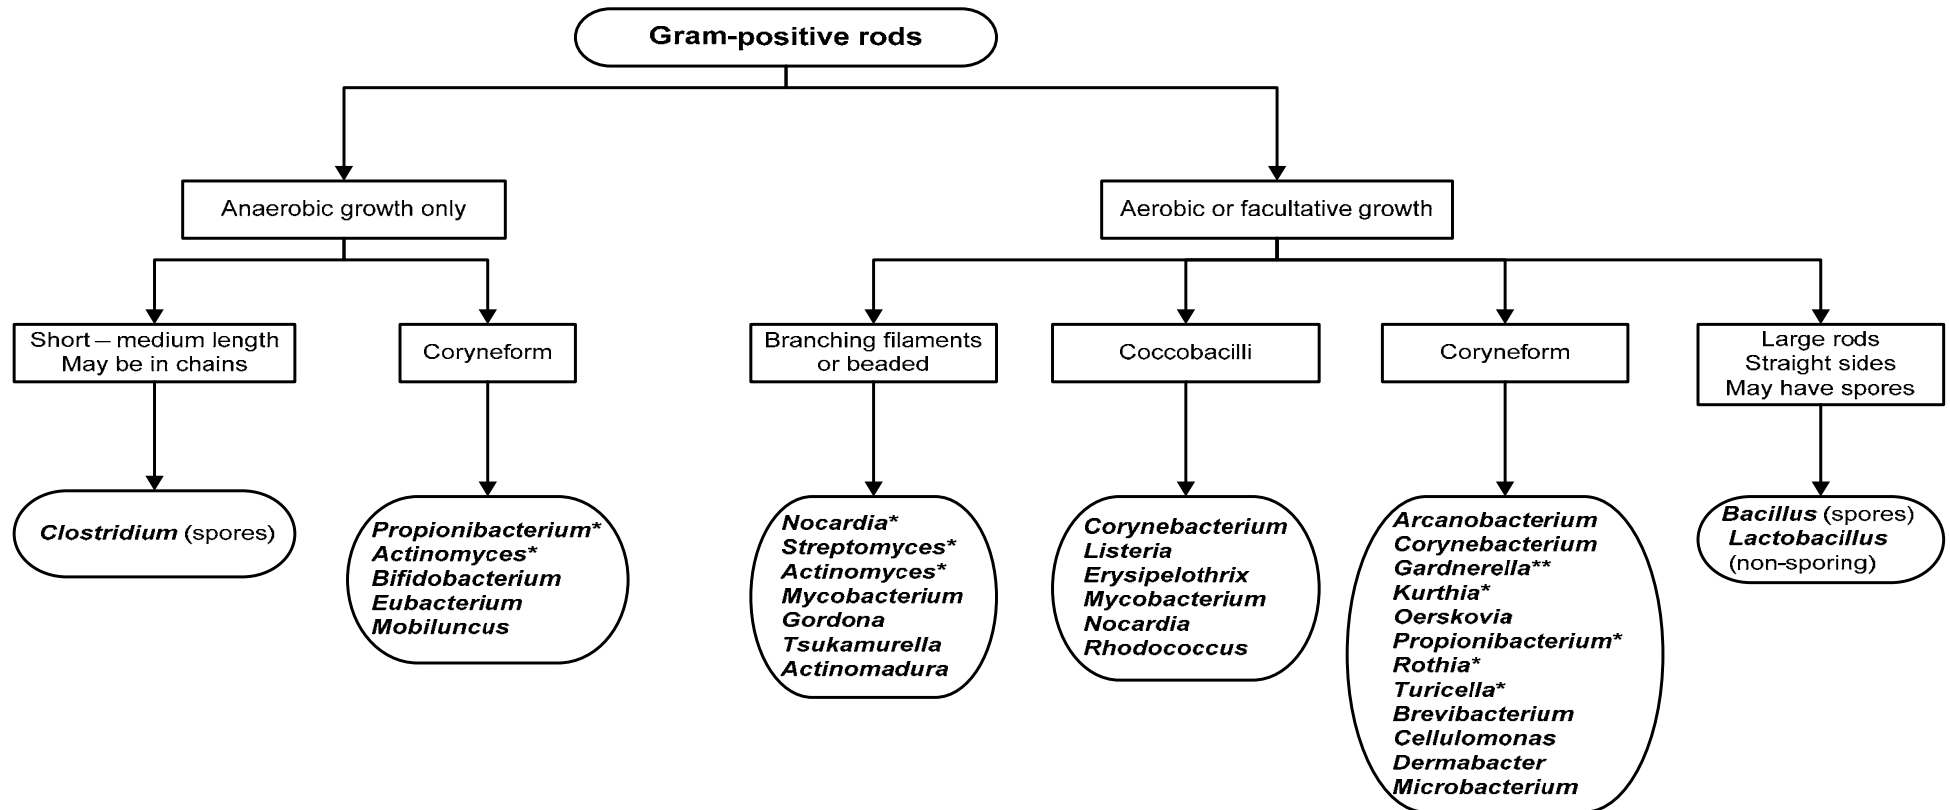 Gram-positive rods
Anaerobic growth only
Aerobic or facultative growth
Short – medium length
May be in chains
Coryneform
Branching filaments
or beaded
Coccobacilli
Coryneform
Large rods
Straight sides
May have spores
Clostridium (spores)
Propionibacterium*
Actinomyces*
Bifidobacterium
Eubacterium
Mobiluncus
Nocardia*
Streptomyces*
Actinomyces*
Mycobacterium
Gordona
Tsukamurella
Actinomadura
Corynebacterium
Listeria
Erysipelothrix
Mycobacterium
Nocardia
Rhodococcus
Arcanobacterium
Corynebacterium
Gardnerella**
Kurthia*
Oerskovia
Propionibacterium*
Rothia*
Turicella*
Brevibacterium
Cellulomonas
Dermabacter
Microbacterium
Bacillus (spores)
Lactobacillus
(non-sporing)